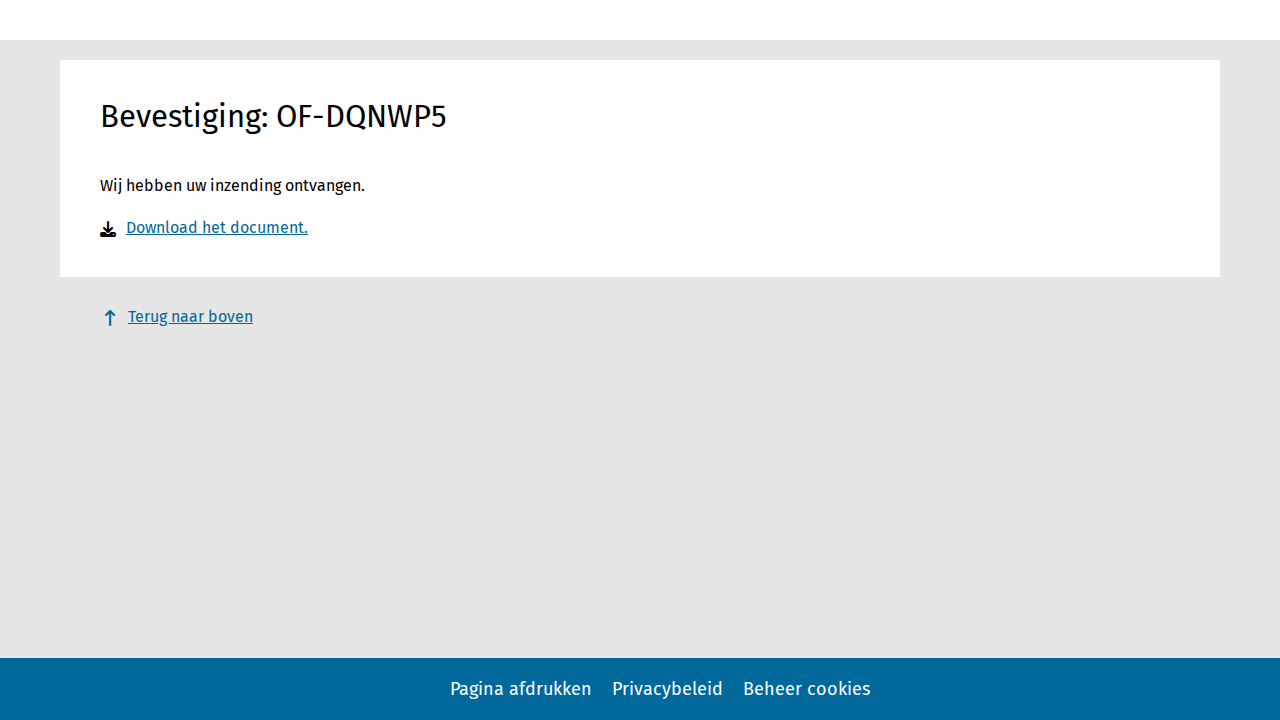 Bevestiging: OF-DQNWP5
Wij hebben uw inzending ontvangen.
Download het document.
Terug naar boven
Pagina afdrukken Privacybeleid Beheer cookies